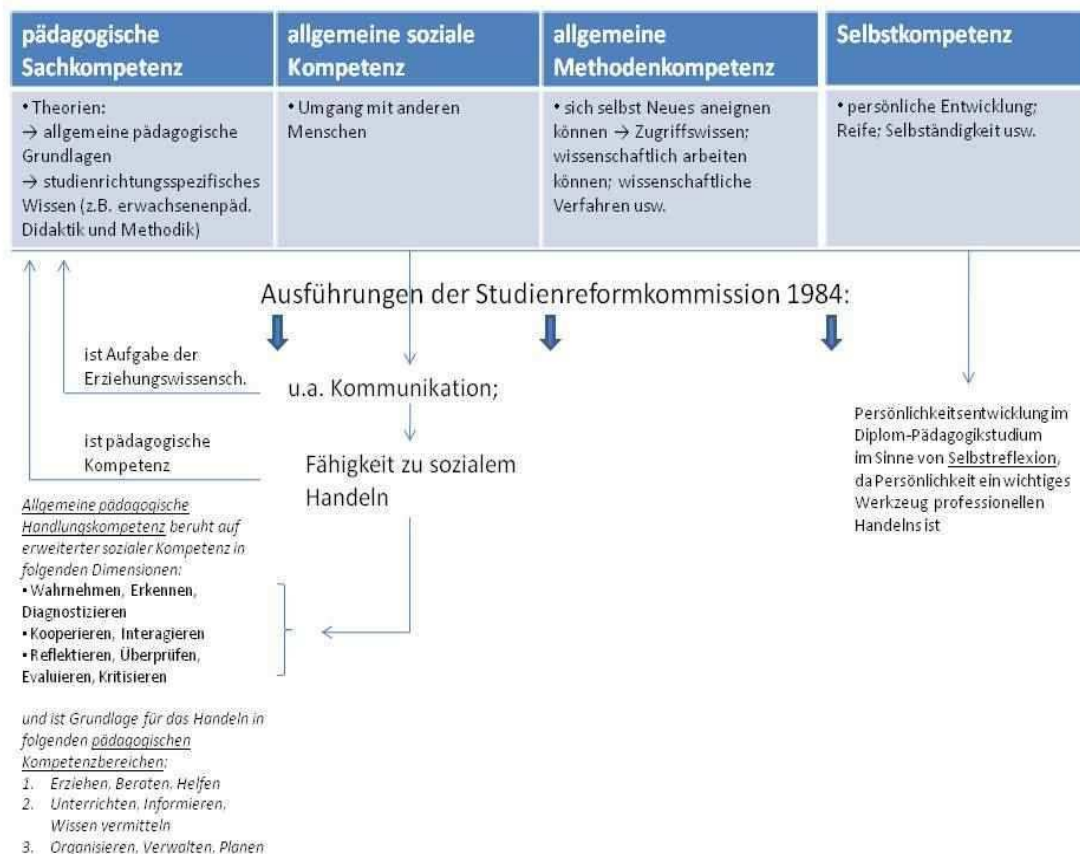 pädagogische
Sachkompetenz
allgemeine soziale
Kompetenz
allgemeine
Methodenkompetenz
Selbstkompetenz
• Theorien:
→ allgemeine pädagogische
Grundlagen
→ studienrichtungsspezifisches
Wissen (z.B. erwachsenenpäd.
Didaktik und Methodik)
• Umgang mit anderen
Menschen
• sich selbst Neues aneignen
können → Zugriffswissen;
wissenschaftlich arbeiten
können; wissenschaftliche
Verfahren usw.
• persönliche Entwicklung;
Reife; Selbständigkeit usw.
Ausführungen der Studienreformkommission 1984:
ist Aufgabe der
Erziehungswissensch.
u.a. Kommunikation;
ist pädagogische
Kompetenz
Fähigkeit zu sozialem
Handeln
Persönlichkeitsentwicklung im
Diplom-Pädagogikstudium
im Sinne von Selbstreflexion,
da Persönlichkeit ein wichtiges
Werkzeug professionellen
Handelns ist
Allgemeine pädagogische
Handlungskompetenz beruht auf
erweiterter sozialer Kompetenz in
folgenden Dimensionen:
• Wahrnehmen, Erkennen,
Diagnostizieren
• Kooperieren, Interagieren
• Reflektieren, Überprüfen,
Evaluieren, Kritisieren
und ist Grundlage für das Handeln in
folgenden pädagogischen
Kompetenzbereichen:
1. Erziehen, Beraten, Helfen
2. Unterrichten, Informieren,
Wissen vermitteln
3. Organisieren, Verwalten, Planen